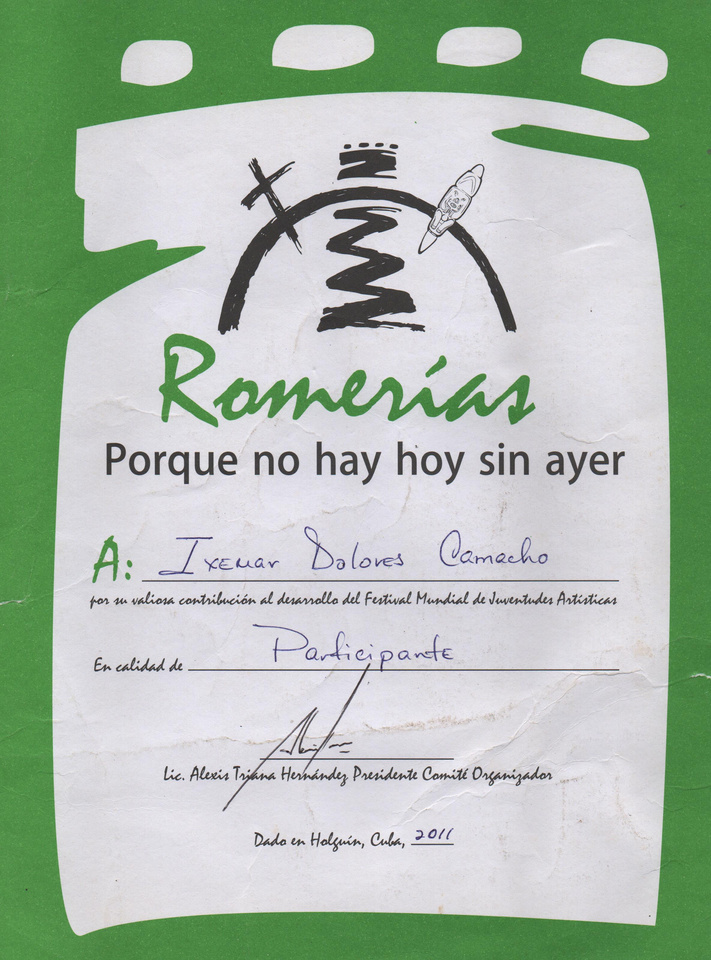 Romerías
Porque no hay hoy sin ayer
A: Ixemar Dolores Camacho
por su valiosa contribución al desarrollo del Festival Mundial de Juventudes Artísticas
En calidad de Participante
Lic. Alexis Triana Hernández Presidente Comité Organizador
Dado en Holguín, Cuba, 2011